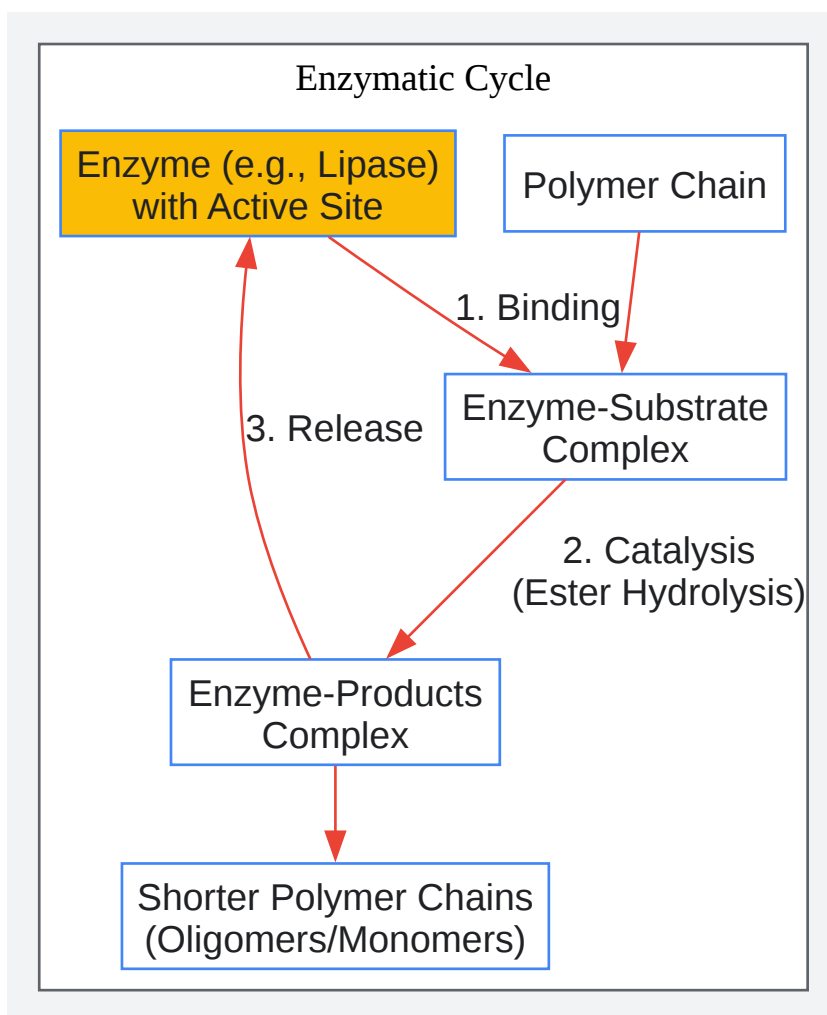 Enzymatic Cycle
Enzyme (e.g., Lipase)
with Active Site
Polymer Chain
1. Binding
Enzyme-Substrate
Complex
3. Release
2. Catalysis
(Ester Hydrolysis)
Enzyme-Products
Complex
Shorter Polymer Chains
(Oligomers/Monomers)